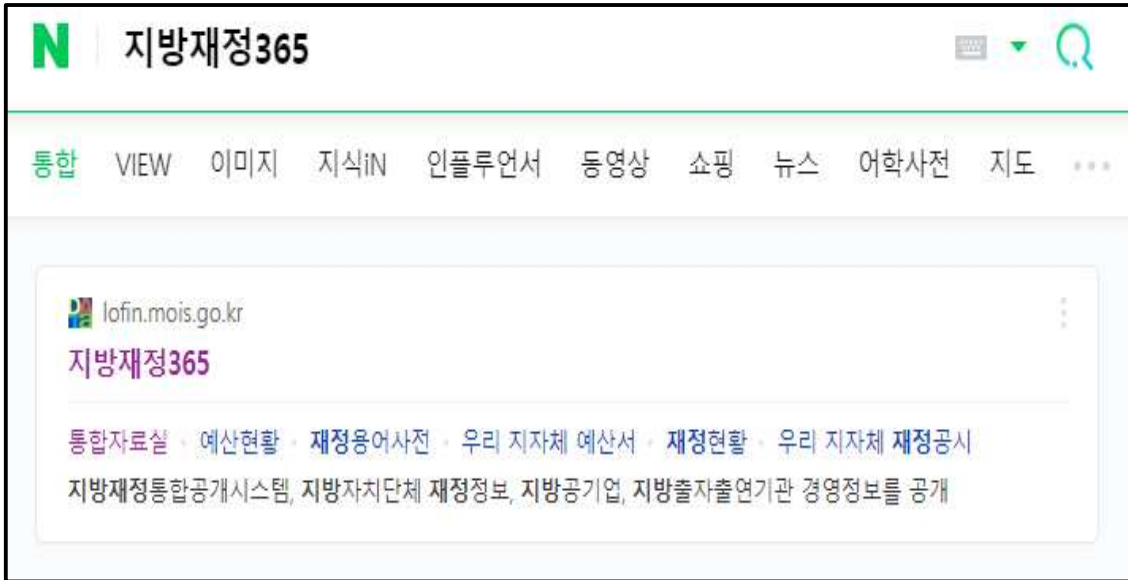 N 지방재정365
통합 VIEW 이미지 지식iN 인플루언서 동영상 쇼핑 뉴스 어학사전 지도
lofin.mois.go.kr
지방재정365
통합자료실 · 예산현황 · 재정용어사전 · 우리 지자체 예산서 · 재정현황 · 우리 지자체 재정공시
지방재정통합공개시스템, 지방자치단체 재정정보, 지방공기업, 지방출자출연기관 경영정보를 공개